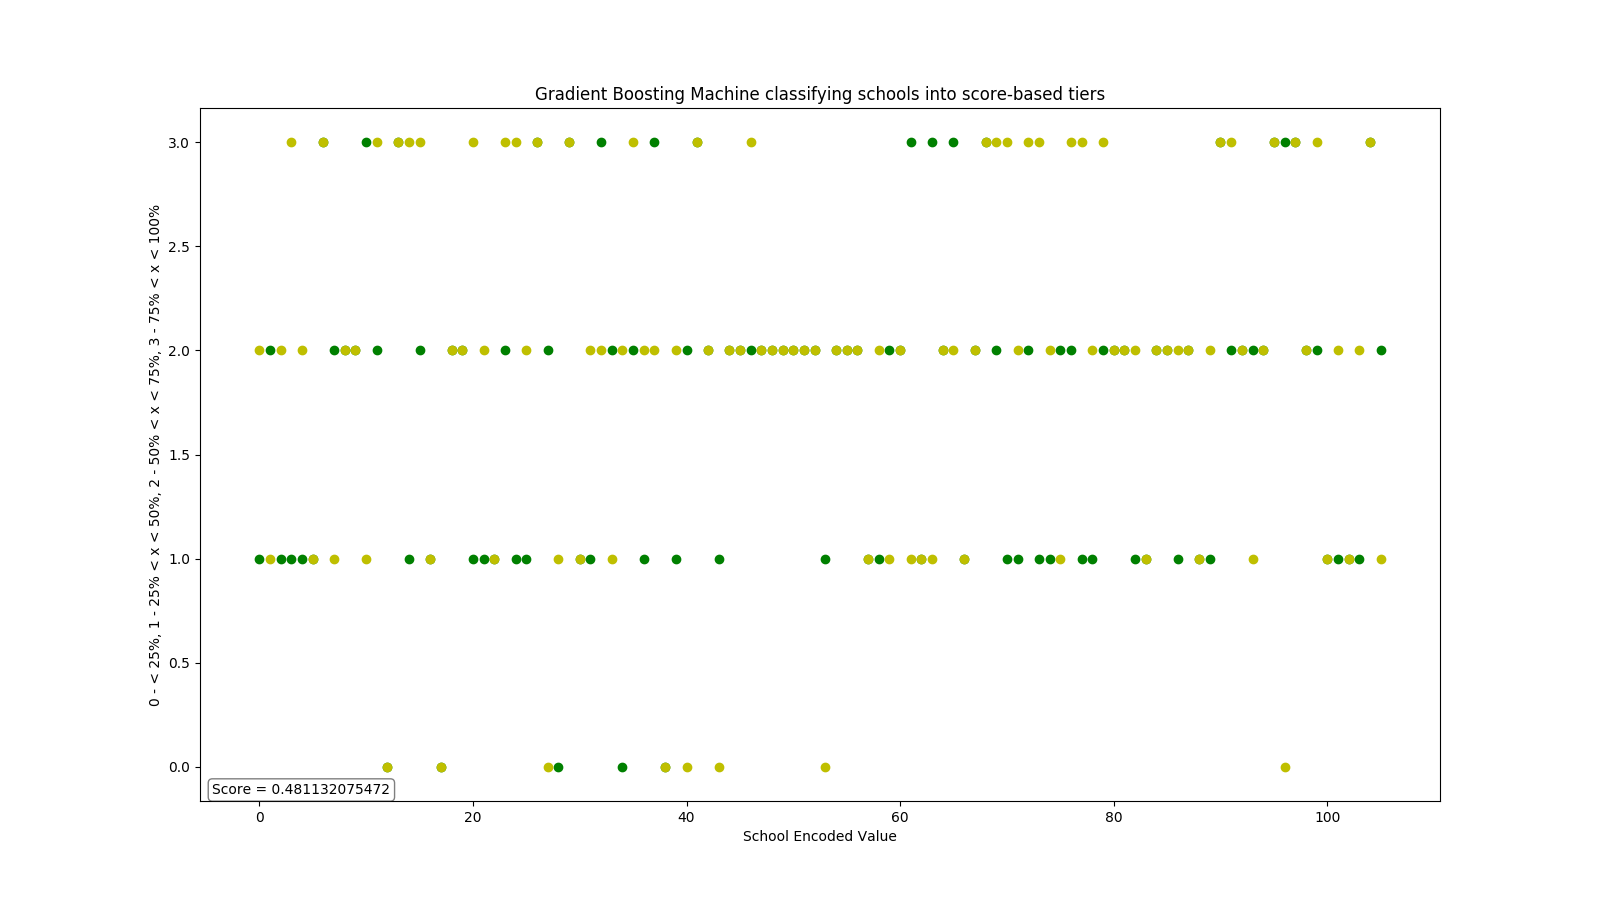 Gradient Boosting Machine classifying schools into score-based tiers
0 - < 25%, 1 - 25% < x < 50%, 2 - 50% < x < 75%, 3 - 75% < x < 100%
3.0
2.5
2.0
1.5
1.0
0.5
0.0
Score = 0.481132075472
0 20 40 60 80 100
School Encoded Value